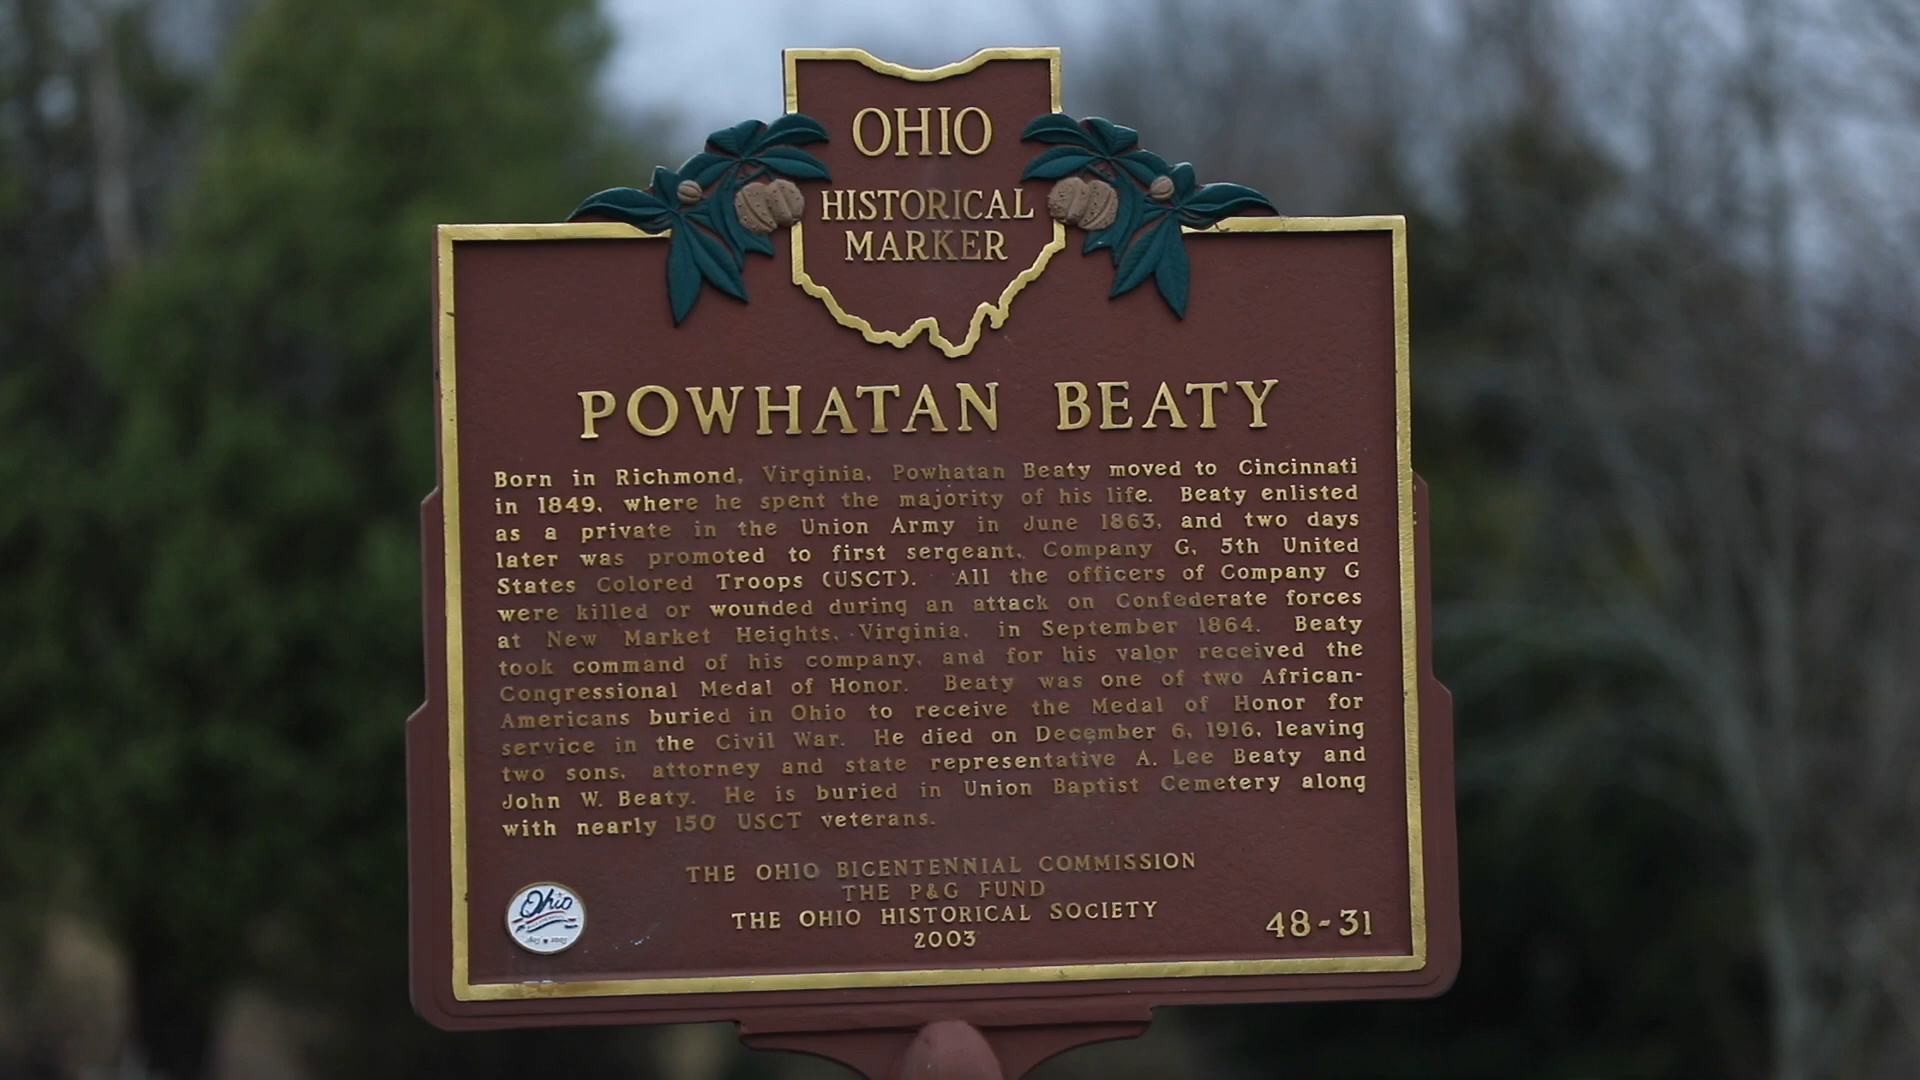 OHIO
HISTORICAL
MARKER
POWHATAN BEATY
Born in Richmond, Virginia, Powhatan Beaty moved to Cincinnati
in 1849, where he spent the majority of his life. Beaty enlisted
as a private in the Union Army in June 1863, and two days
later was promoted to first sergeant, Company G, 5th United
States Colored Troops (USCT). All the officers of Company G
were killed or wounded during an attack on Confederate forces
at New Market Heights, Virginia, in September 1864. Beaty
took command of his company, and for his valor received the
Congressional Medal of Honor. Beaty was one of two African-
Americans buried in Ohio to receive the Medal of Honor for
service in the Civil War. He died on December 6, 1916, leaving
two sons, attorney and state representative A. Lee Beaty and
John W. Beaty. He is buried in Union Baptist Cemetery along
with nearly 150 USCT veterans.
THE OHIO BICENTENNIAL COMMISSION
THE P&G FUND
THE OHIO HISTORICAL SOCIETY
2003
48-31
Ohio